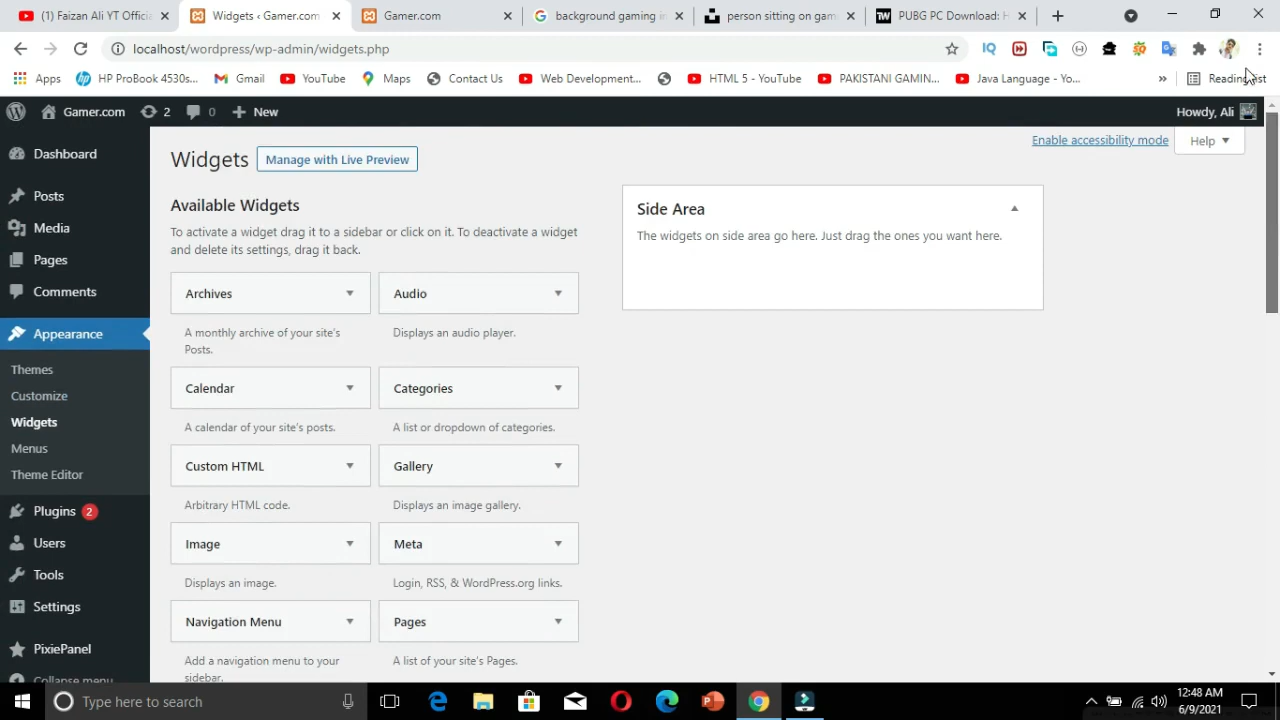 (1) Faizan Ali YT Offici
Widgets ‹ Gamer.com
Gamer.com
background gaming in
person sitting on gam
PUBG PC Download: H
localhost/wordpress/wp-admin/widgets.php
Apps
HP ProBook 4530s...
Gmail
YouTube
Maps
Contact Us
Web Development...
HTML 5 - YouTube
PAKISTANI GAMIN...
Java Language - Yo...
»
Reading list
Gamer.com
2
0
New
Howdy, Ali
Dashboard
Posts
Media
Pages
Comments
Appearance
Themes
Customize
Widgets
Menus
Theme Editor
Plugins 2
Users
Tools
Settings
PixiePanel
Collapse menu
Widgets
Manage with Live Preview
Enable accessibility mode
Help
Available Widgets
To activate a widget drag it to a sidebar or click on it. To deactivate a widget
and delete its settings, drag it back.
Archives
A monthly archive of your site's
Posts.
Audio
Displays an audio player.
Calendar
A calendar of your site's posts.
Categories
A list or dropdown of categories.
Custom HTML
Arbitrary HTML code.
Gallery
Displays an image gallery.
Image
Displays an image.
Meta
Login, RSS, & WordPress.org links.
Navigation Menu
Add a navigation menu to your
sidebar.
Pages
A list of your site's Pages.
Side Area
The widgets on side area go here. Just drag the ones you want here.
Type here to search
12:48 AM
6/9/2021